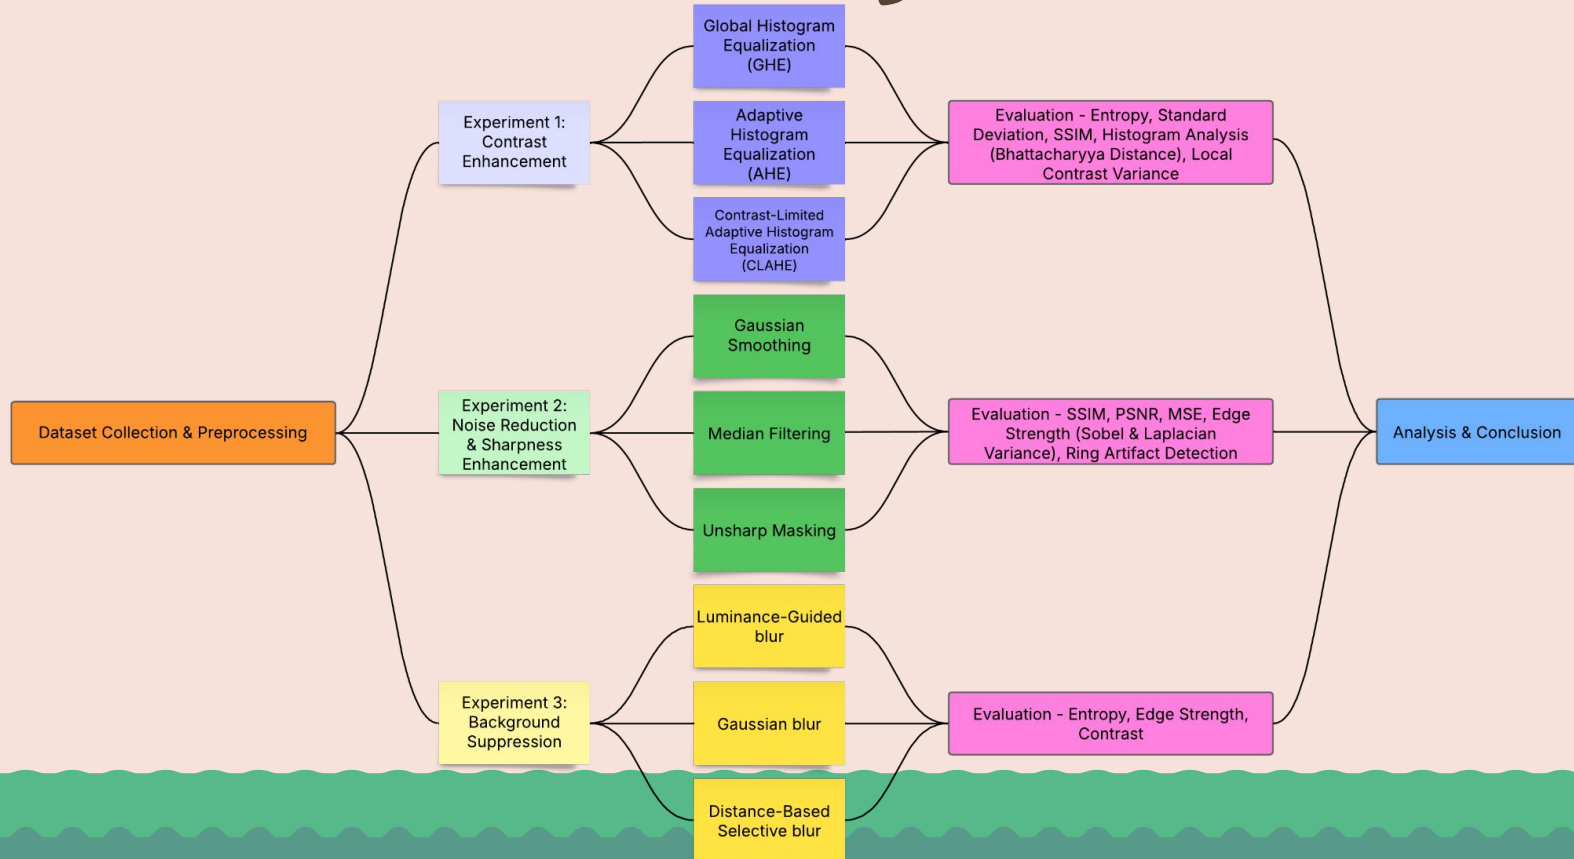 Dataset Collection & Preprocessing
Experiment 1:
Contrast
Enhancement
Global Histogram
Equalization
(GHE)
Adaptive
Histogram
Equalization
(AHE)
Contrast-Limited
Adaptive Histogram
Equalization
(CLAHE)
Evaluation - Entropy, Standard
Deviation, SSIM, Histogram Analysis
(Bhattacharyya Distance), Local
Contrast Variance
Experiment 2:
Noise Reduction
& Sharpness
Enhancement
Gaussian
Smoothing
Median Filtering
Unsharp Masking
Evaluation - SSIM, PSNR, MSE, Edge
Strength (Sobel & Laplacian
Variance), Ring Artifact Detection
Experiment 3:
Background
Suppression
Luminance-Guided
blur
Gaussian blur
Distance-Based
Selective blur
Evaluation - Entropy, Edge Strength,
Contrast
Analysis & Conclusion